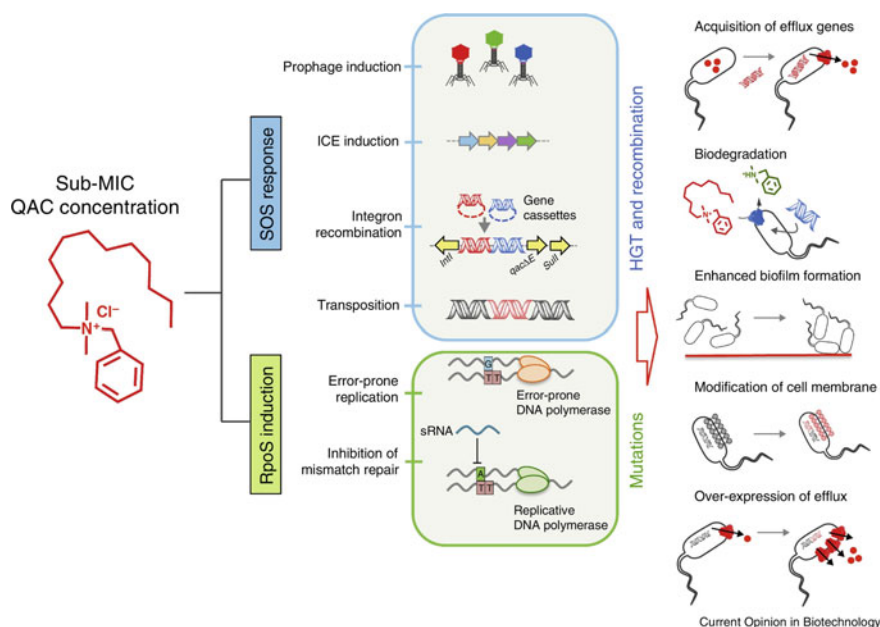 Sub-MIC
QAC concentration
Cl⁻
N⁺
SOS response
RpoS induction
Prophage induction
ICE induction
Integron
recombination
Gene
cassettes
IntI
qacΔE
SulI
Transposition
Error-prone
replication
G
T T
Error-prone
DNA polymerase
sRNA
Inhibition of
mismatch repair
A
T T
Replicative
DNA polymerase
HGT and recombination
Mutations
Acquisition of efflux genes
Biodegradation
Enhanced biofilm formation
Modification of cell membrane
Over-expression of efflux
Current Opinion in Biotechnology